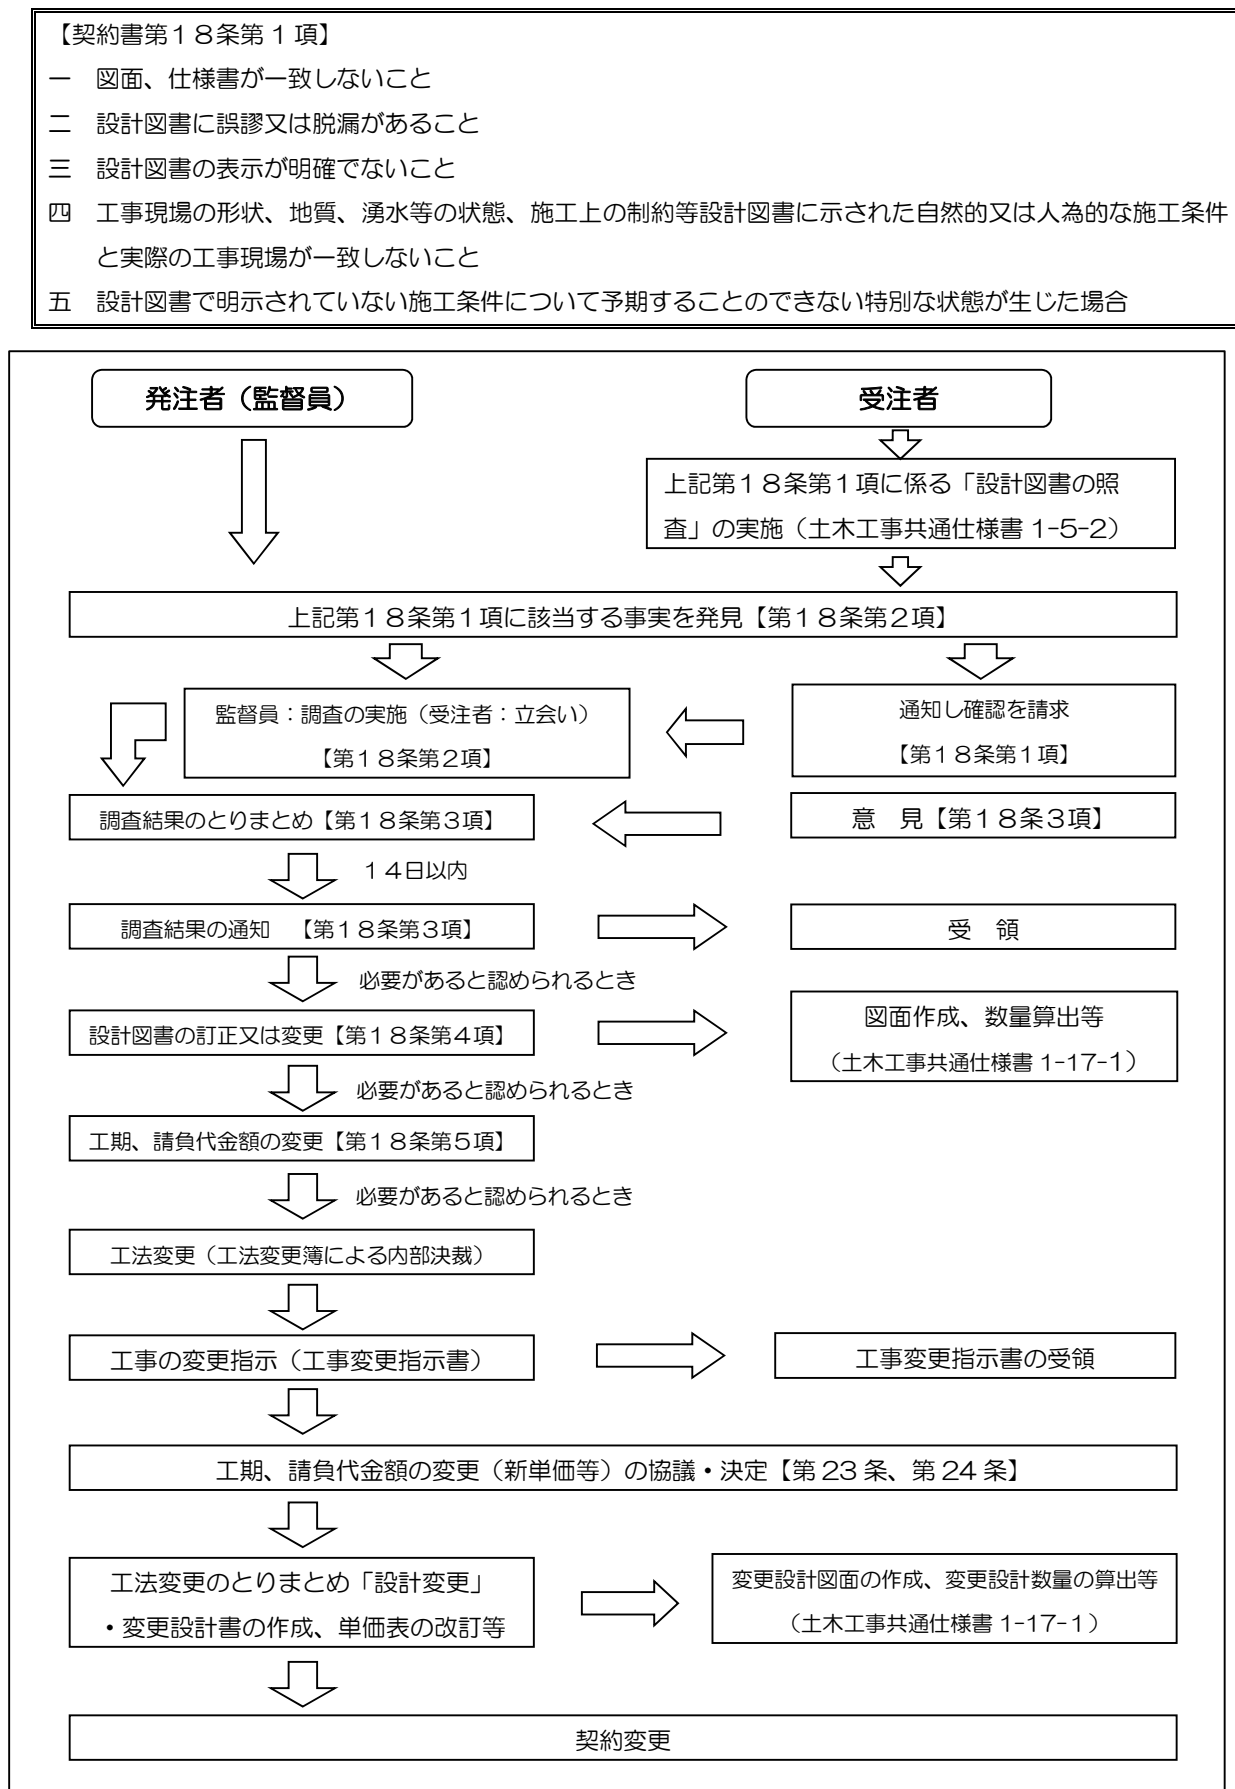 【契約書第１８条第１項】
一　図面、仕様書が一致しないこと
二　設計図書に誤謬又は脱漏があること
三　設計図書の表示が明確でないこと
四　工事現場の形状、地質、湧水等の状態、施工上の制約等設計図書に示された自然的又は人為的な施工条件
と実際の工事現場が一致しないこと
五　設計図書で明示されていない施工条件について予期することのできない特別な状態が生じた場合
発注者（監督員）
受注者
上記第１８条第１項に係る「設計図書の照
査」の実施（土木工事共通仕様書 1-5-2）
上記第１８条第１項に該当する事実を発見【第１８条第２項】
監督員：調査の実施（受注者：立会い）
【第１８条第２項】
通知し確認を請求
【第１８条第１項】
調査結果のとりまとめ【第１８条第３項】
意　見【第１８条３項】
１４日以内
調査結果の通知　【第１８条第３項】
受　領
必要があると認められるとき
設計図書の訂正又は変更【第１８条第４項】
図面作成、数量算出等
（土木工事共通仕様書 1-17-1）
必要があると認められるとき
工期、請負代金額の変更【第１８条第５項】
必要があると認められるとき
工法変更（工法変更簿による内部決裁）
工事の変更指示（工事変更指示書）
工事変更指示書の受領
工期、請負代金額の変更（新単価等）の協議・決定【第 23 条、第 24 条】
工法変更のとりまとめ「設計変更」
・変更設計書の作成、単価表の改訂等
変更設計図面の作成、変更設計数量の算出等
（土木工事共通仕様書 1-17-1）
契約変更